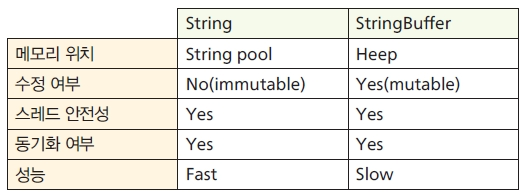 String StringBuffer
메모리 위치 String pool Heep
수정 여부 No(immutable) Yes(mutable)
스레드 안전성 Yes Yes
동기화 여부 Yes Yes
성능 Fast Slow